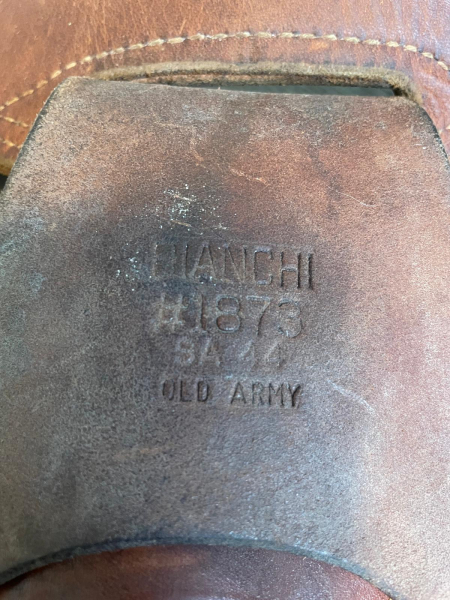 BIANCHI
#1873
SA 44
OLD ARMY